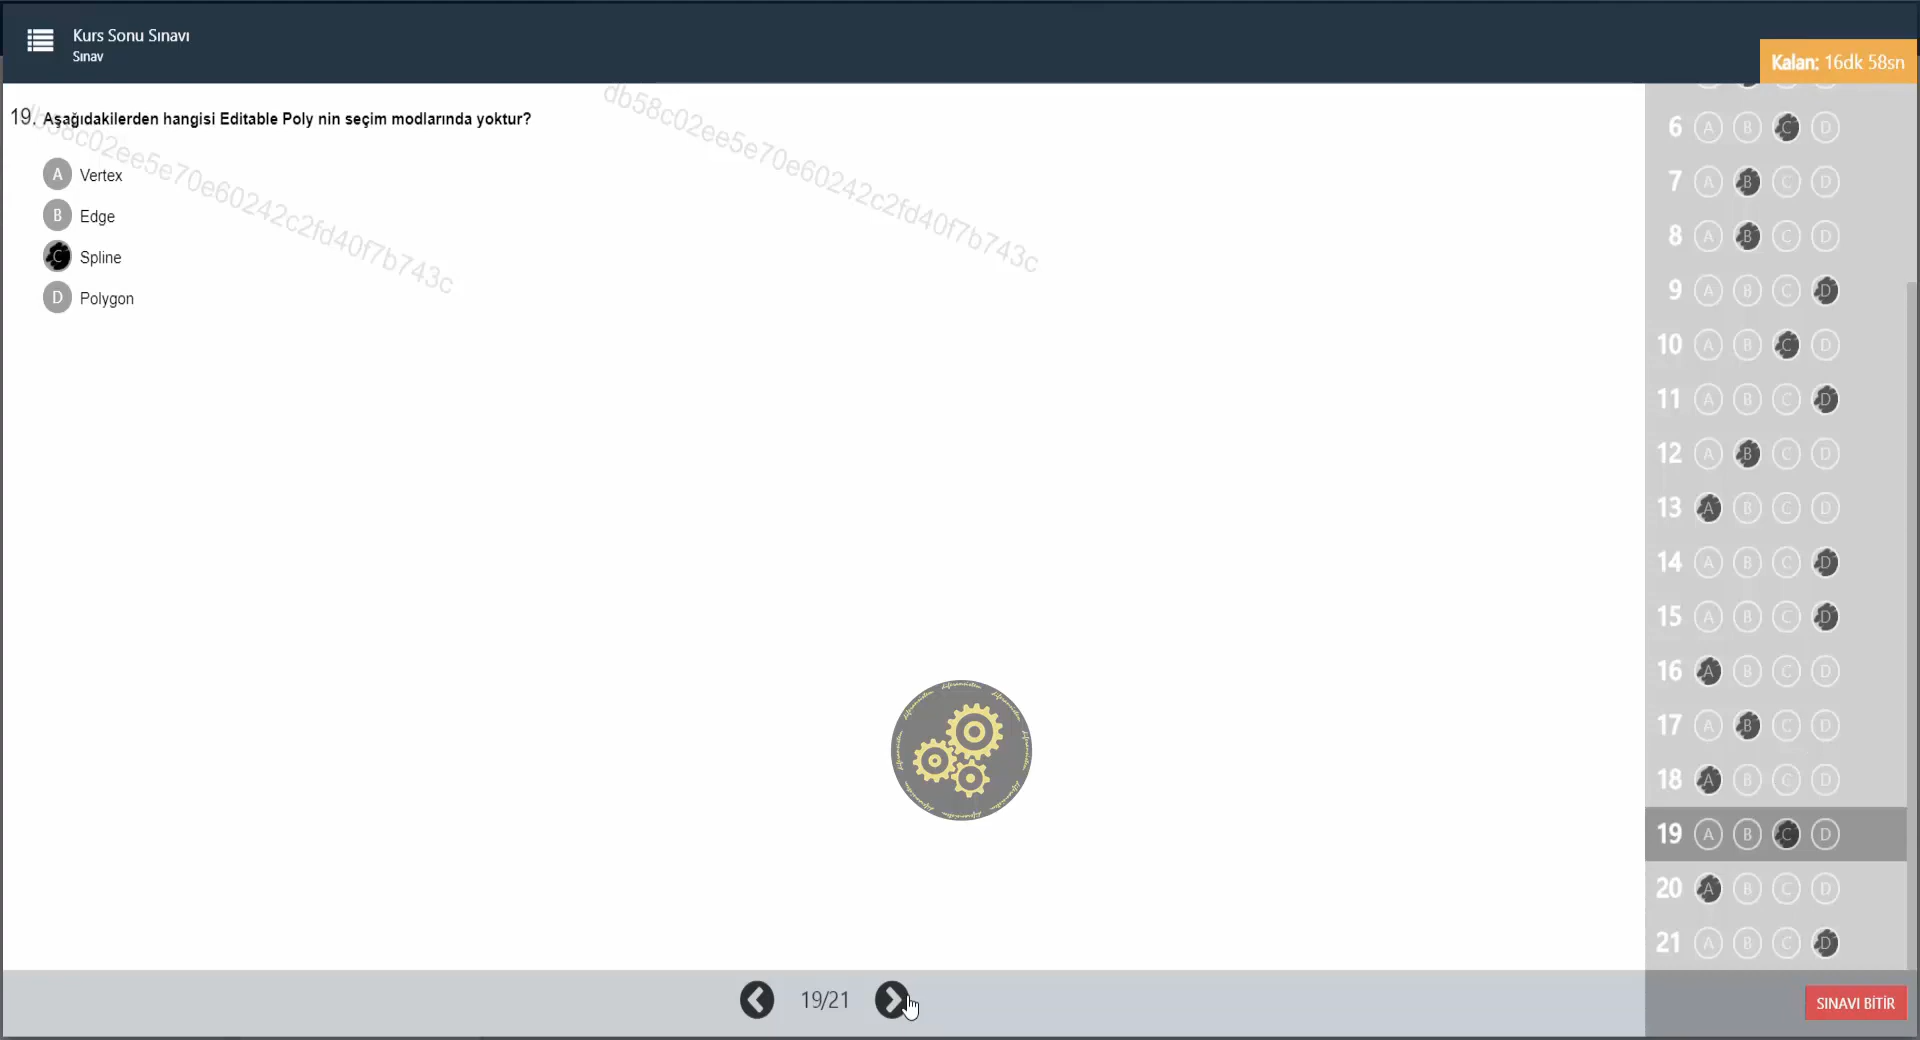 Kurs Sonu Sınavı
Sınav
Kalan: 16dk 58sn
19. Aşağıdakilerden hangisi Editable Poly nin seçim modlarında yoktur?
db58c02ee5e70e60242c2fd40f7b743c
db58c02ee5e70e60242c2fd40f7b743c
A Vertex
B Edge
C Spline
D Polygon
6 A B C D
7 A B C D
8 A B C D
9 A B C D
10 A B C D
11 A B C D
12 A B C D
13 A B C D
14 A B C D
15 A B C D
16 A B C D
17 A B C D
18 A B C D
19 A B C D
20 A B C D
21 A B C D
19/21
SINAVI BİTİR